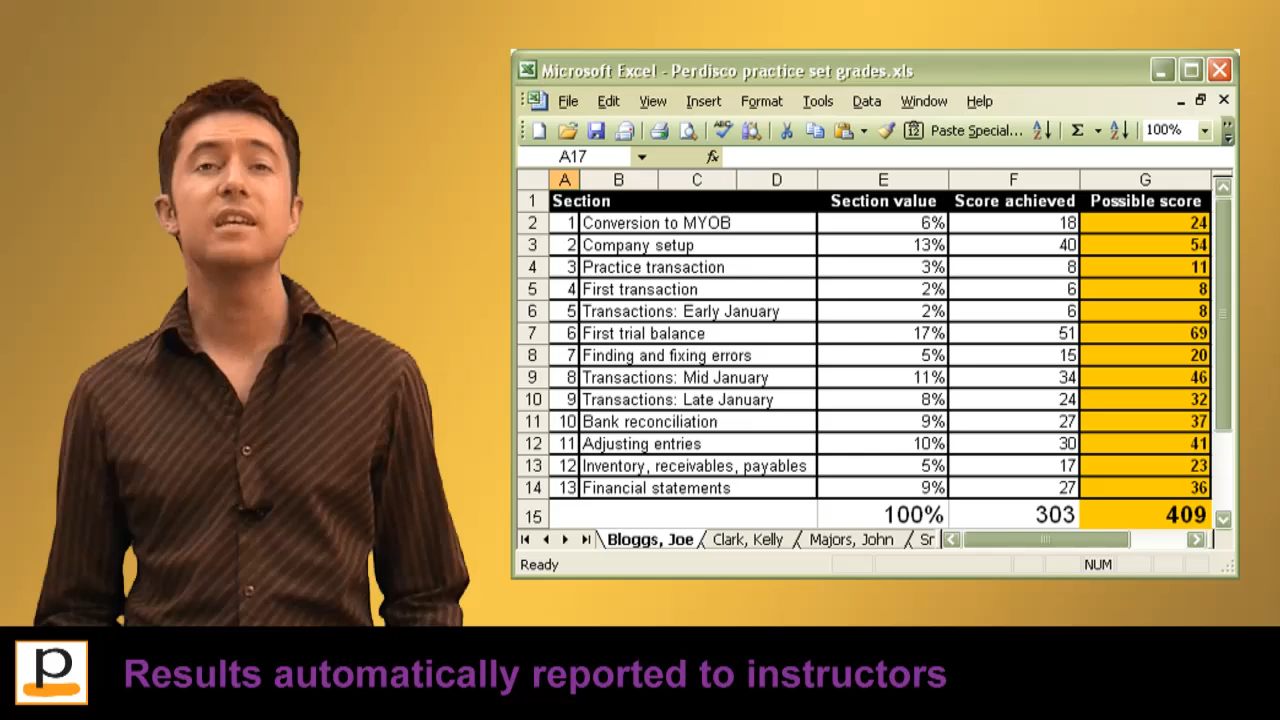 Microsoft Excel - Perdisco practice set grades.xls
File Edit View Insert Format Tools Data Window Help
Paste Special... 100%
A17 fx
A B C D E F G
1 Section Section value Score achieved Possible score
2 1 Conversion to MYOB 6% 18 24
3 2 Company setup 13% 40 54
4 3 Practice transaction 3% 8 11
5 4 First transaction 2% 6 8
6 5 Transactions: Early January 2% 6 8
7 6 First trial balance 17% 51 69
8 7 Finding and fixing errors 5% 15 20
9 8 Transactions: Mid January 11% 34 46
10 9 Transactions: Late January 8% 24 32
11 10 Bank reconciliation 9% 27 37
12 11 Adjusting entries 10% 30 41
13 12 Inventory, receivables, payables 5% 17 23
14 13 Financial statements 9% 27 36
15 100% 303 409
Bloggs, Joe Clark, Kelly Majors, John Sr
Ready NUM
p Results automatically reported to instructors